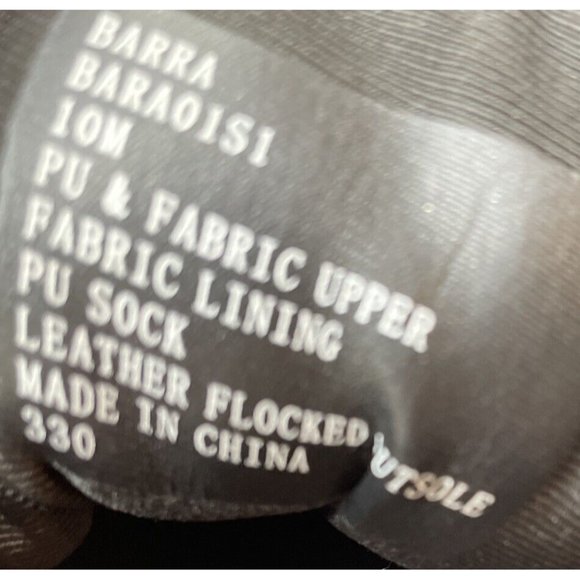 BARRA
BARA01S1
10M
PU & FABRIC UPPER
FABRIC LINING
PU SOCK
LEATHER FLOCKED OUTSOLE
MADE IN CHINA
330